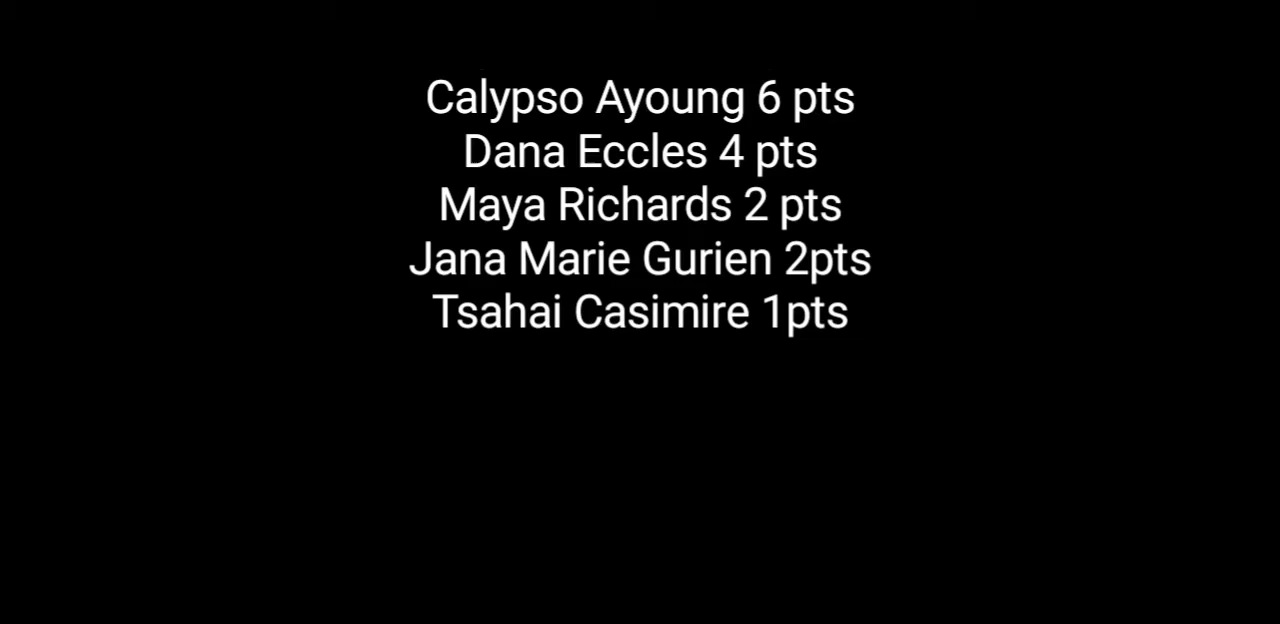 Calypso Ayoung 6 pts
Dana Eccles 4 pts
Maya Richards 2 pts
Jana Marie Gurien 2pts
Tsahai Casimire 1pts